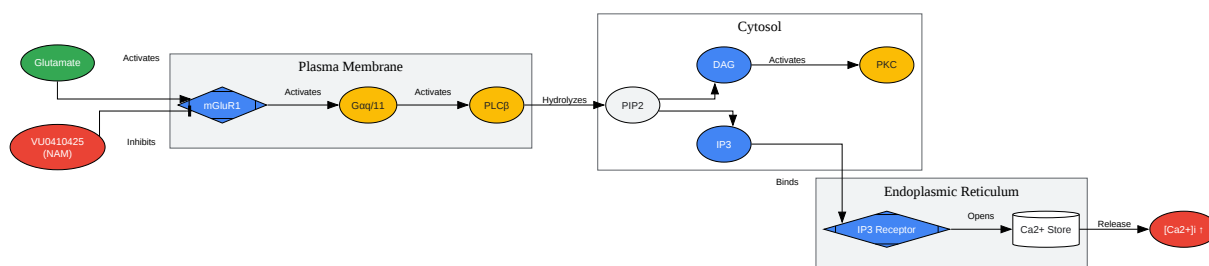 Cytosol
Glutamate
Activates
Plasma Membrane
DAG
Activates
PKC
mGluR1
Activates
Gαq/11
Activates
PLCβ
Hydrolyzes
PIP2
VU0410425
(NAM)
Inhibits
IP3
Binds
Endoplasmic Reticulum
IP3 Receptor
Opens
Ca2+ Store
Release
[Ca2+]i ↑